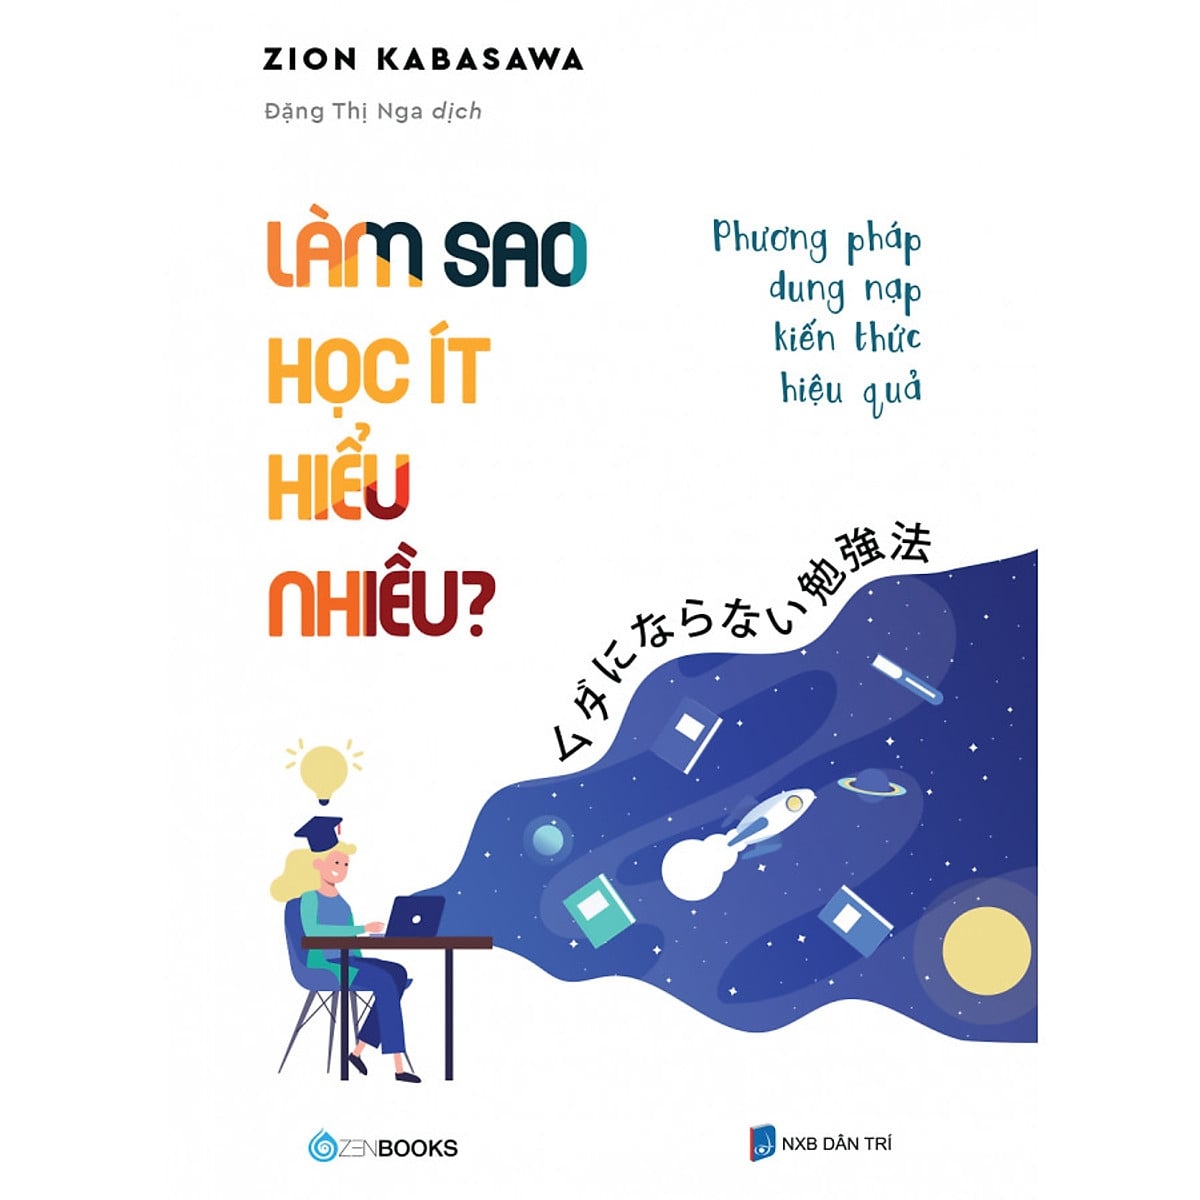 ZION KABASAWA
Đặng Thị Nga dịch
LÀM SAO
HỌC ÍT
HIỂU
NHIỀU?
Phương pháp
dung nạp
kiến thức
hiệu quả
ムダにならない勉強法
ZENBOOKS
NXB DÂN TRÍ